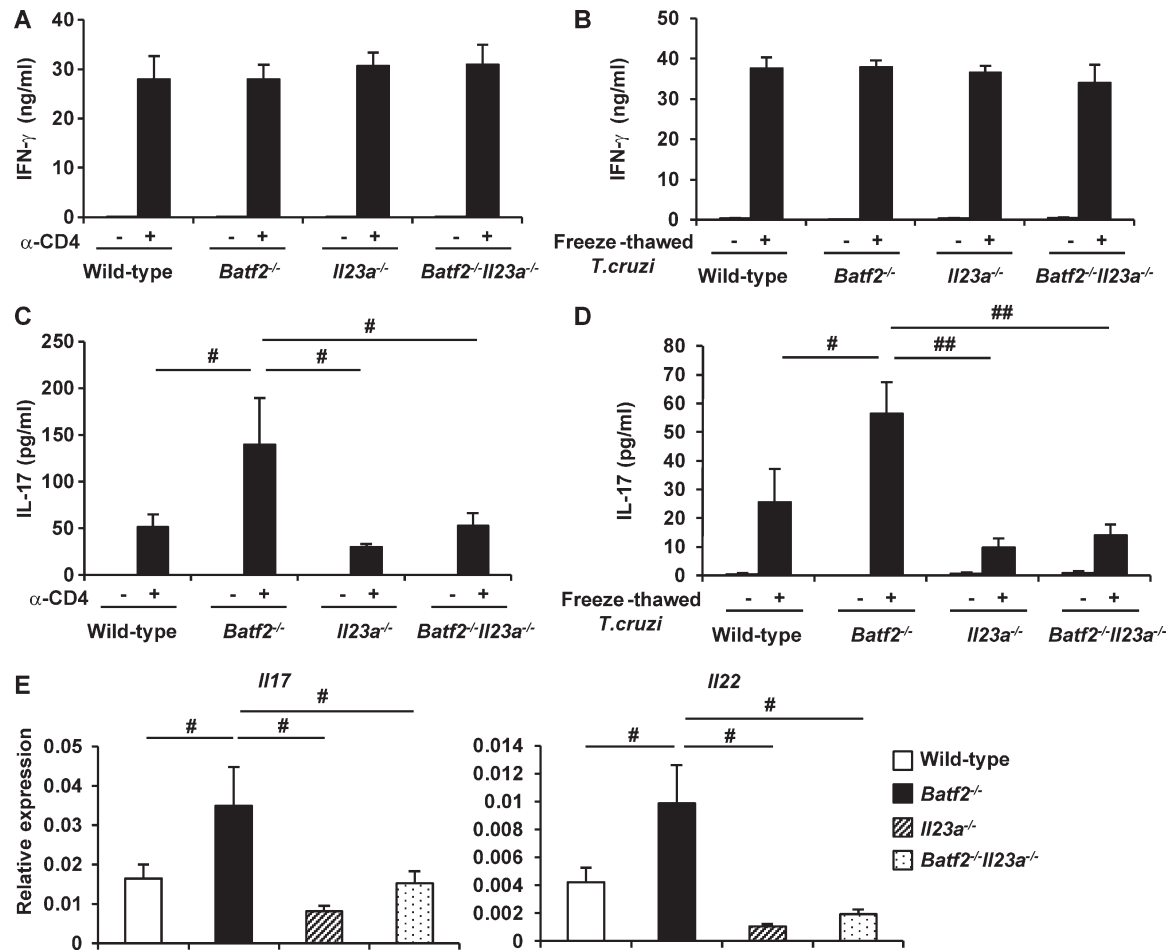 A
IFN-γ (ng/ml)
40
30
20
10
0
α-CD4 - + - + - + - +
Wild-type Batf2-/- Il23a-/- Batf2-/-Il23a-/-
B
IFN-γ (ng/ml)
50
40
30
20
10
0
Freeze-thawed - + - + - + - +
T.cruzi
Wild-type Batf2-/- Il23a-/- Batf2-/-Il23a-/-
C
IL-17 (pg/ml)
250
200
150
100
50
0
#
# #
α-CD4 - + - + - + - +
Wild-type Batf2-/- Il23a-/- Batf2-/-Il23a-/-
D
IL-17 (pg/ml)
80
70
60
50
40
30
20
10
0
##
# ##
Freeze-thawed - + - + - + - +
T.cruzi
Wild-type Batf2-/- Il23a-/- Batf2-/-Il23a-/-
E
Il17
#
# #
Relative expression
0.05
0.04
0.03
0.02
0.01
0
Il22
#
# #
0.014
0.012
0.01
0.008
0.006
0.004
0.002
0
Wild-type
Batf2-/-
Il23a-/-
Batf2-/-Il23a-/-